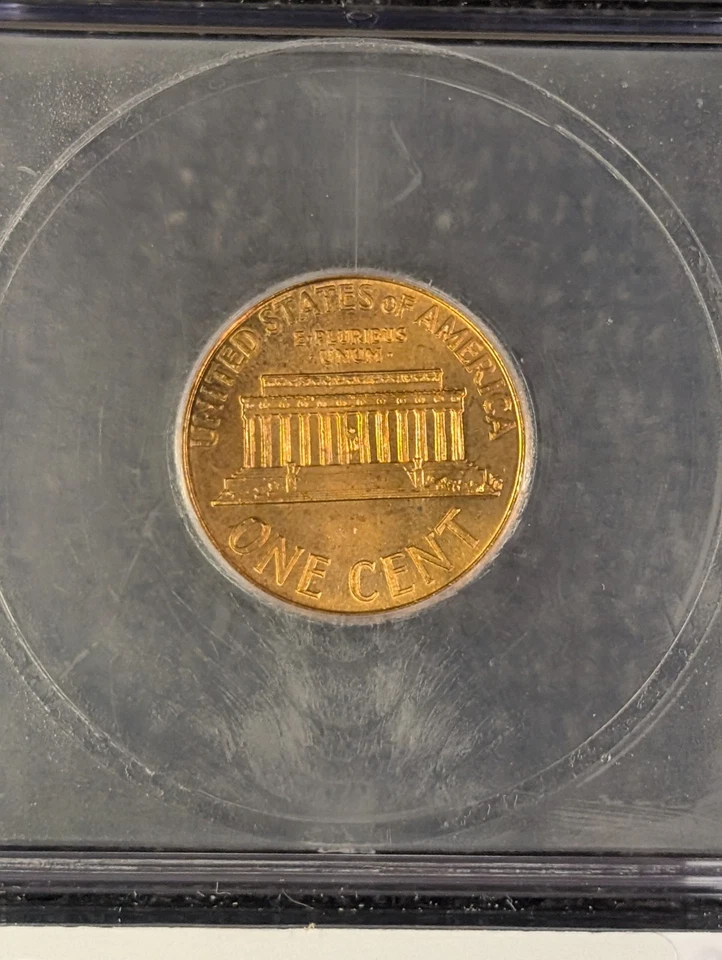 UNITED STATES OF AMERICA
E·PLURIBUS
·UNUM·
ONE CENT